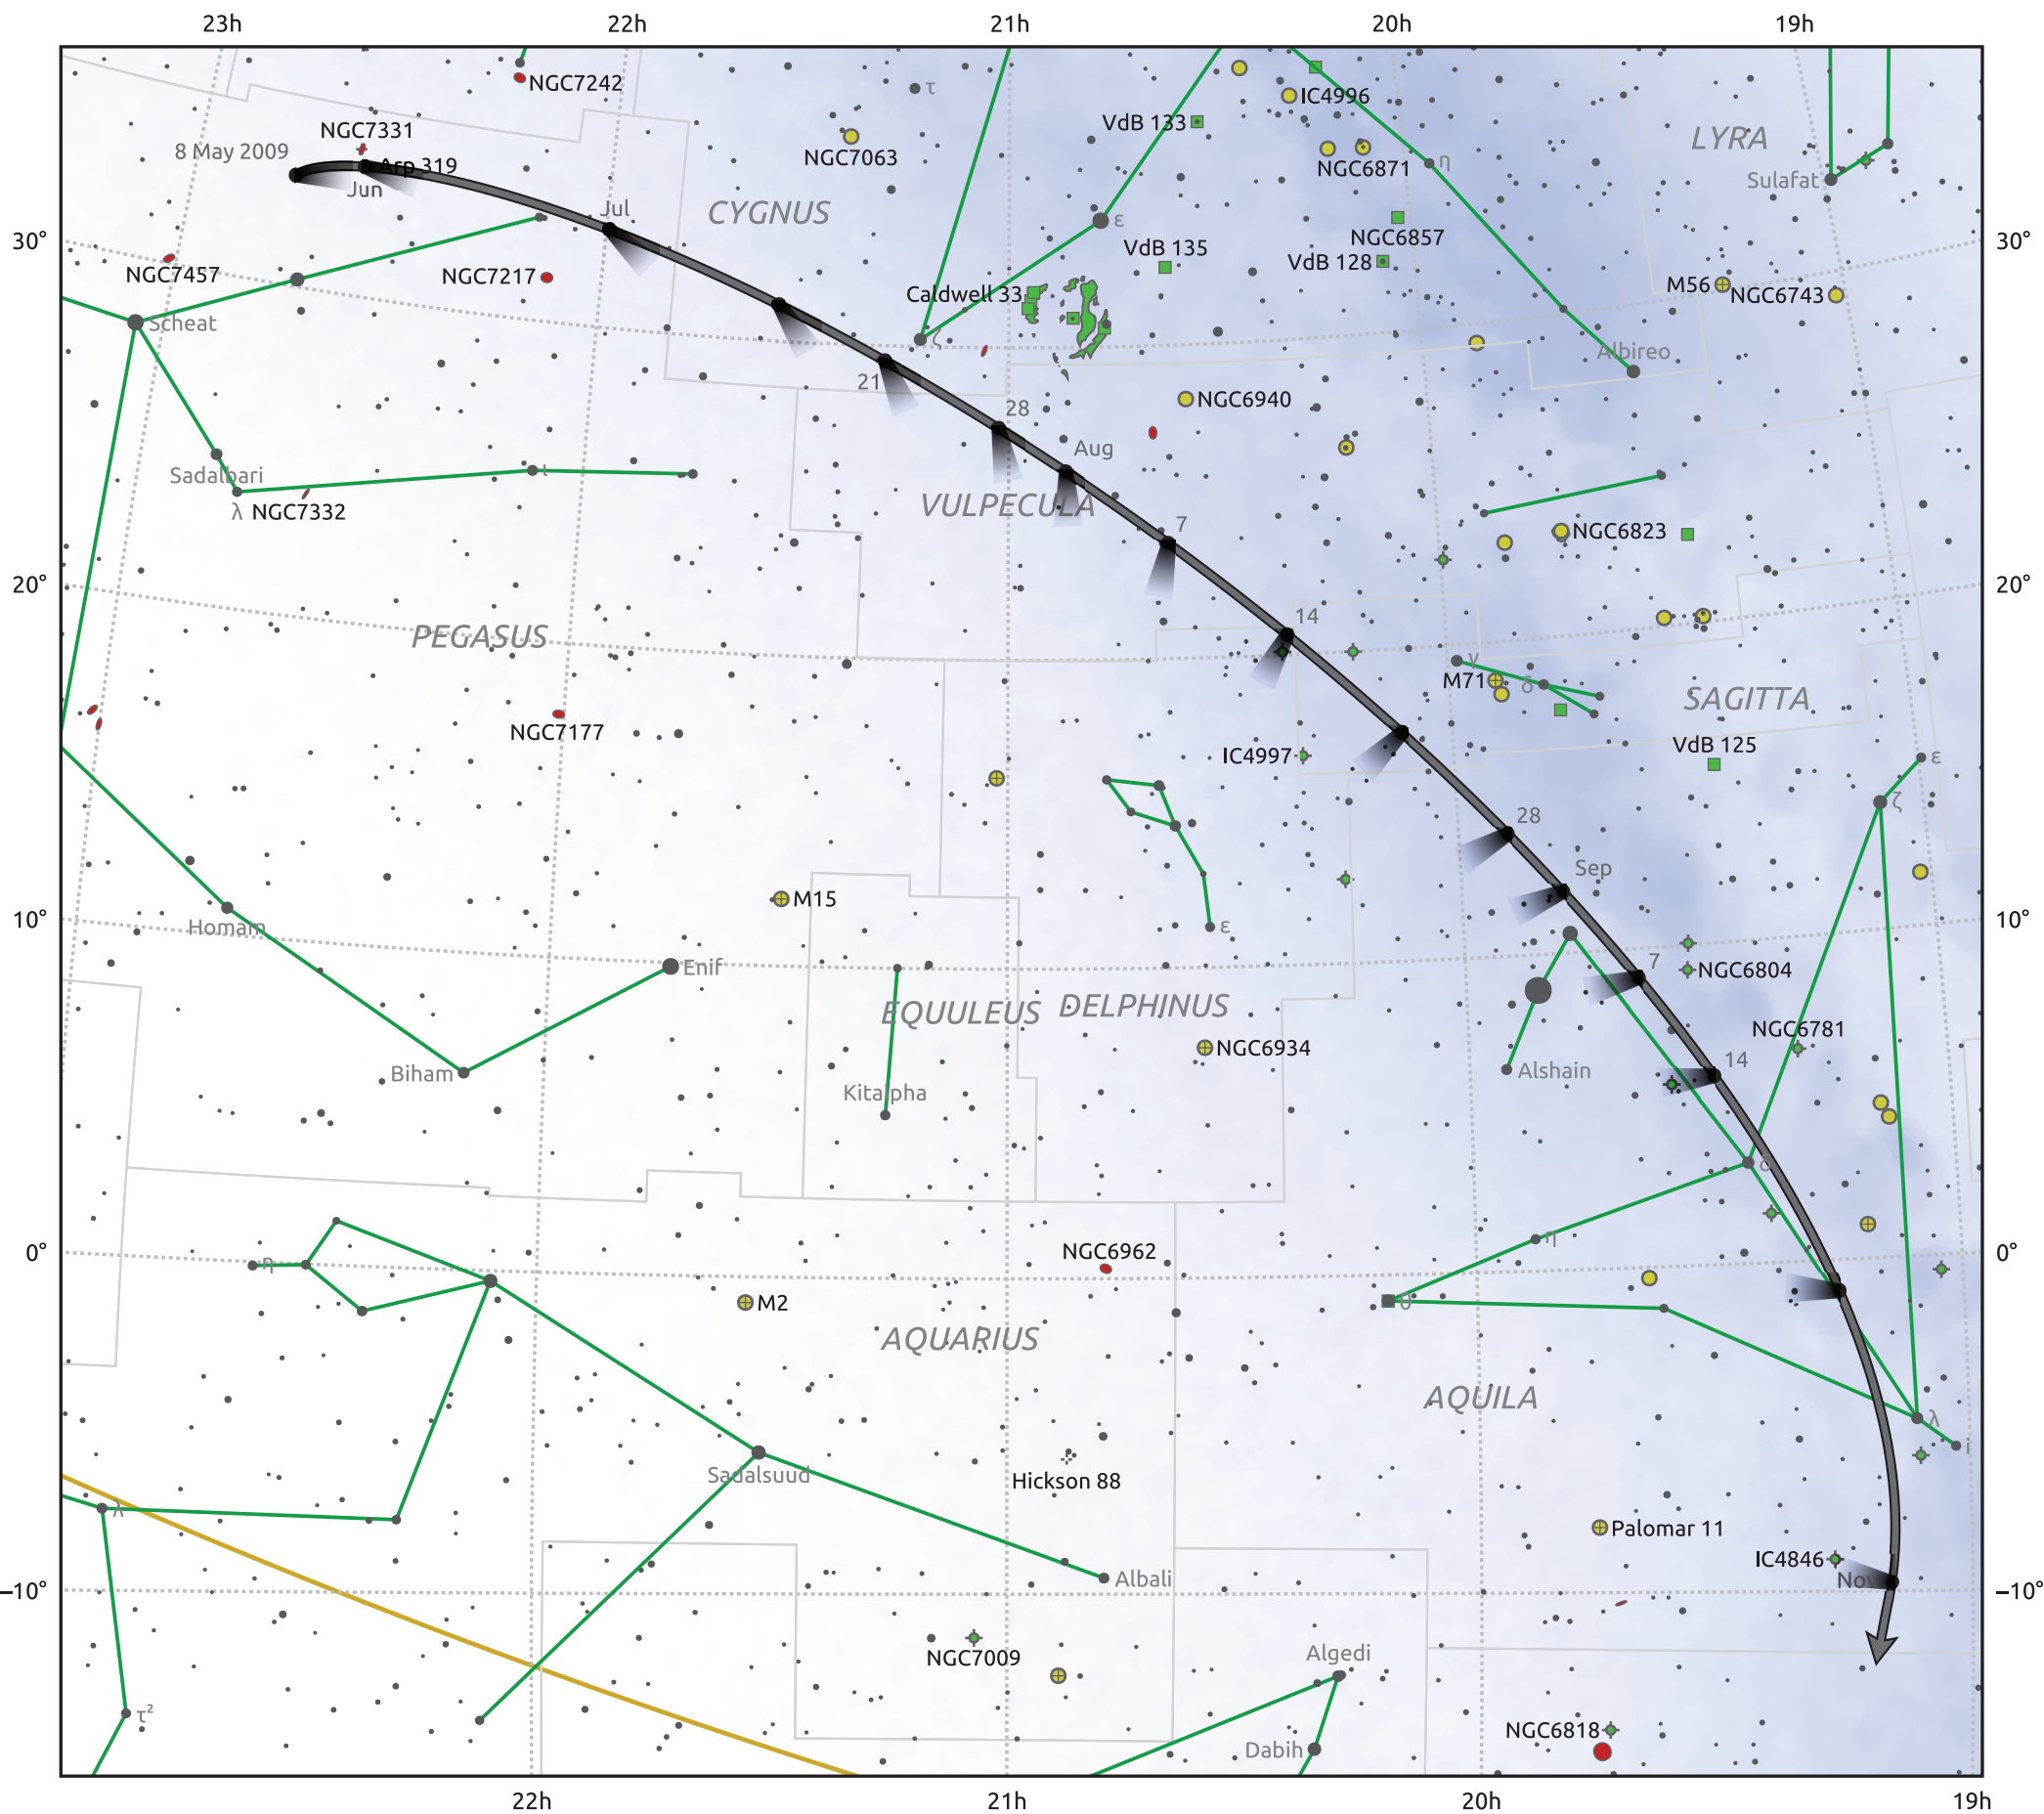 23h 22h 21h 20h 19h
NGC7242
τ
IC4996
VdB 133
NGC7331
LYRA
8 May 2009
Arp 319
NGC7063
NGC6871
η
Jun
Sulafat
Jul
CYGNUS
ε
30°
NGC6857
30°
VdB 135
VdB 128
NGC7457
NGC7217
M56
NGC6743
Caldwell 33
Scheat
ζ
Albireo
21
28
NGC6940
Aug
Sadalbari
ι
λ
NGC7332
VULPECULA
7
NGC6823
20°
20°
14
PEGASUS
γ
M71
δ
SAGITTA
NGC7177
VdB 125
IC4997
ε
ζ
28
Sep
M15
10°
10°
Homam
ε
Enif
7
NGC6804
EQUULEUS
DELPHINUS
NGC6781
NGC6934
14
Biham
Alshain
Kitalpha
δ
0°
η
NGC6962
η
0°
M2
θ
AQUARIUS
AQUILA
λ
i
Sadalsuud
Hickson 88
λ
Palomar 11
IC4846
−10°
Albali
Nov
−10°
NGC7009
Algedi
τ²
NGC6818
Dabih
22h 21h 20h 19h